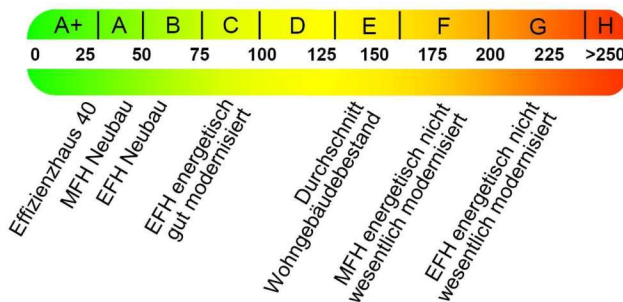 A+ A B C D E F G H
0 25 50 75 100 125 150 175 200 225 >250
Effizienzhaus 40
MFH Neubau
EFH Neubau
EFH energetisch
gut modernisiert
Durchschnitt
Wohngebäudebestand
MFH energetisch nicht
wesentlich modernisiert
EFH energetisch nicht
wesentlich modernisiert